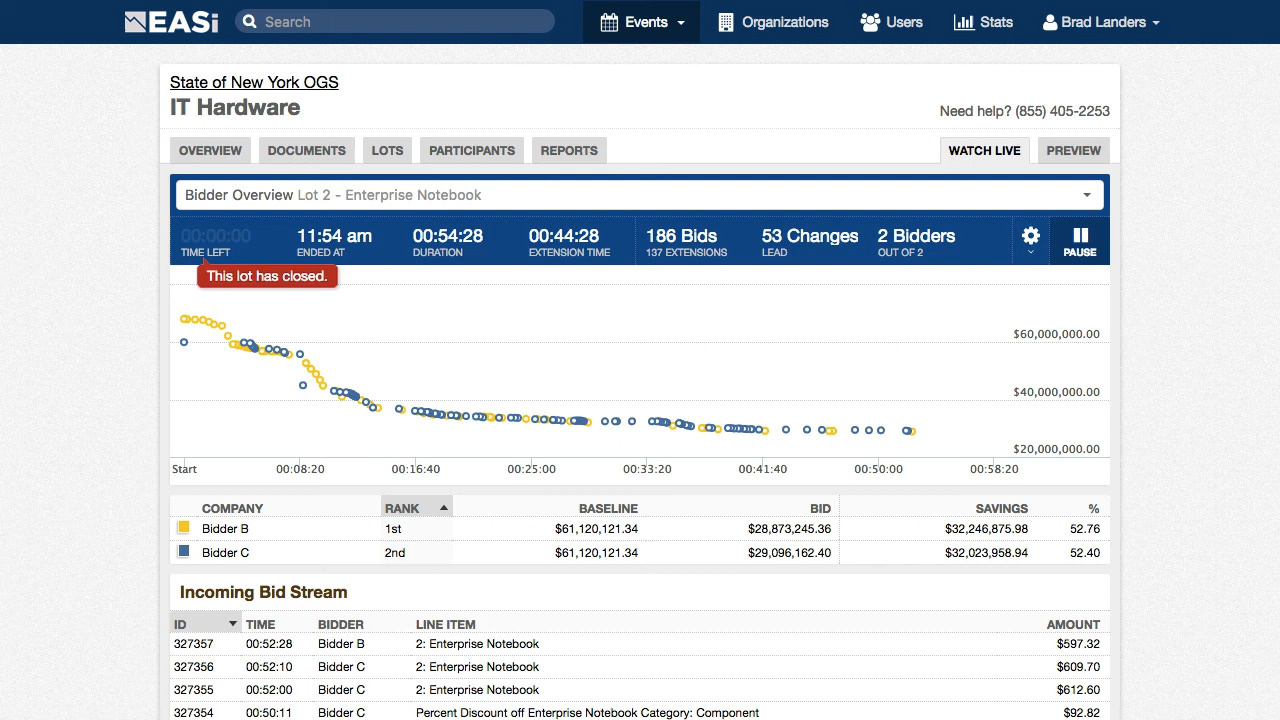 EASi Search Events Organizations Users Stats Brad Landers
State of New York OGS
IT Hardware
Need help? (855) 405-2253
OVERVIEW DOCUMENTS LOTS PARTICIPANTS REPORTS WATCH LIVE PREVIEW
Bidder Overview Lot 2 - Enterprise Notebook
00:00:00 11:54 am 00:54:28 00:44:28 186 Bids 53 Changes 2 Bidders
TIME LEFT ENDED AT DURATION EXTENSION TIME 137 EXTENSIONS LEAD OUT OF 2 PAUSE
This lot has closed.
$60,000,000.00
$40,000,000.00
$20,000,000.00
Start 00:08:20 00:16:40 00:25:00 00:33:20 00:41:40 00:50:00 00:58:20
COMPANY RANK BASELINE BID SAVINGS %
Bidder B 1st $61,120,121.34 $28,873,245.36 $32,246,875.98 52.76
Bidder C 2nd $61,120,121.34 $29,096,162.40 $32,023,958.94 52.40
Incoming Bid Stream
ID TIME BIDDER LINE ITEM AMOUNT
327357 00:52:28 Bidder B 2: Enterprise Notebook $597.32
327356 00:52:10 Bidder C 2: Enterprise Notebook $609.70
327355 00:52:00 Bidder C 2: Enterprise Notebook $612.60
327354 00:50:11 Bidder C Percent Discount off Enterprise Notebook Category: Component $92.82